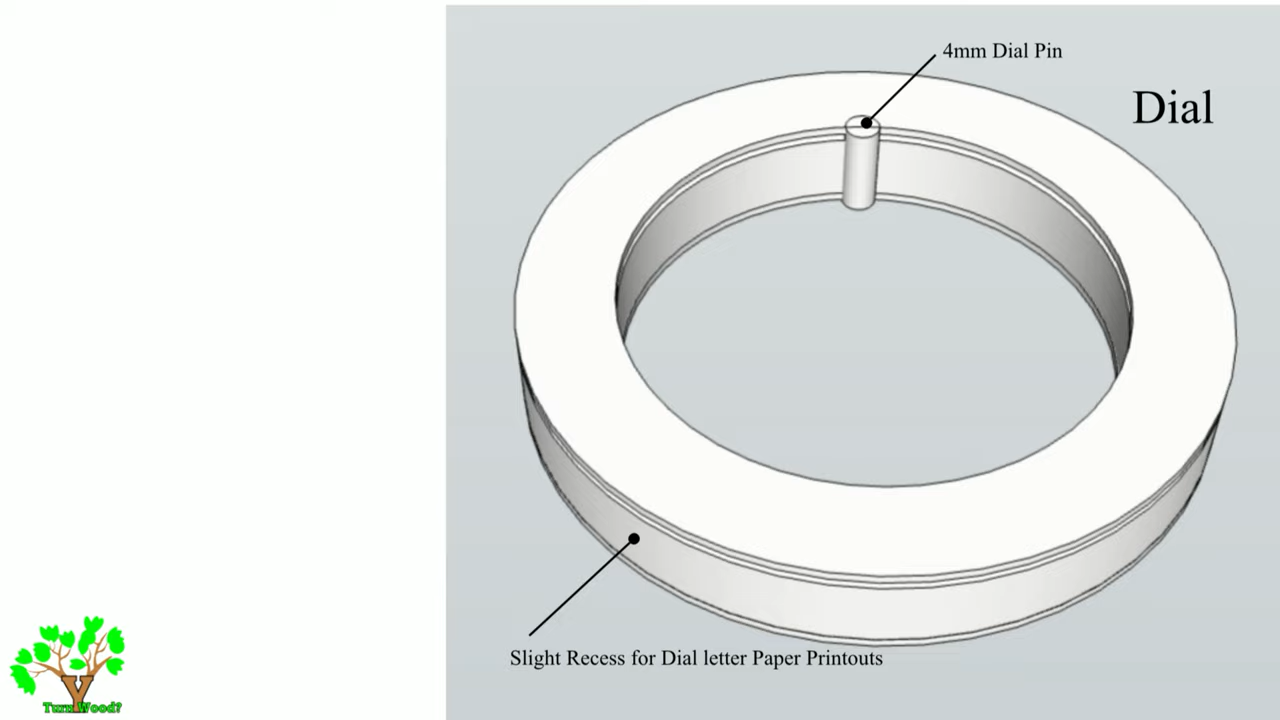 4mm Dial Pin
Dial
Slight Recess for Dial letter Paper Printouts
Y
Turn Wood?